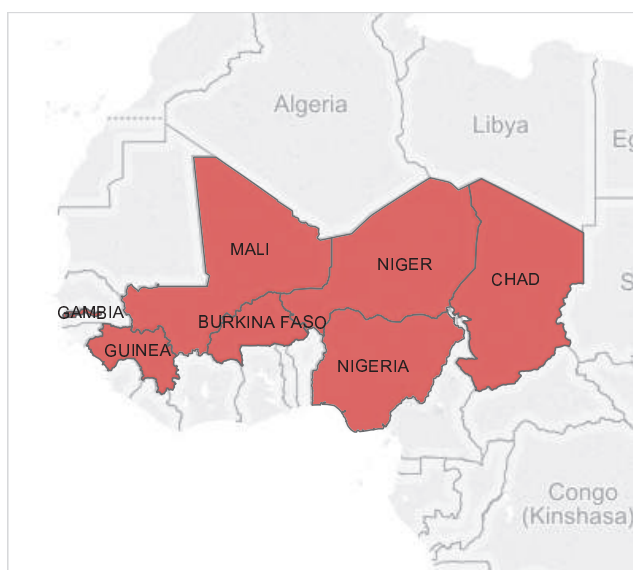 Algeria
Libya
Eg
MALI
NIGER
CHAD
S
GAMBIA
BURKINA FASO
GUINEA
NIGERIA
Congo
(Kinshasa)